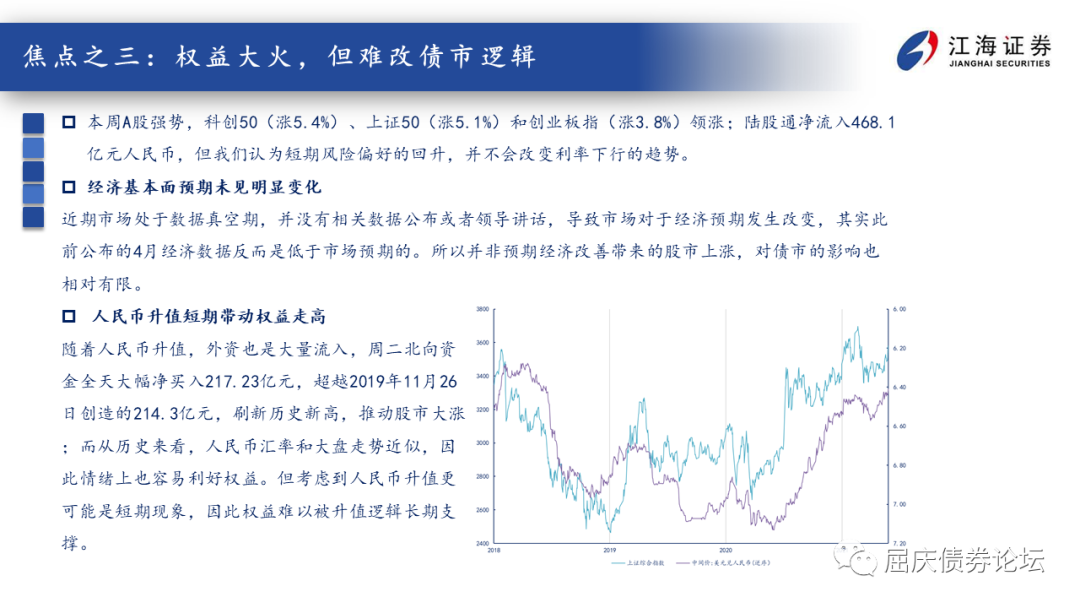 焦点之三：权益大火，但难改债市逻辑
江海证券
JIANGHAI SECURITIES
本周A股强势，科创50（涨5.4%）、上证50（涨5.1%）和创业板指（涨3.8%）领涨；陆股通净流入468.1
亿元人民币，但我们认为短期风险偏好的回升，并不会改变利率下行的趋势。
经济基本面预期未见明显变化
近期市场处于数据真空期，并没有相关数据公布或者领导讲话，导致市场对于经济预期发生改变，其实此
前公布的4月经济数据反而是低于市场预期的。所以并非预期经济改善带来的股市上涨，对债市的影响也
相对有限。
人民币升值短期带动权益走高
随着人民币升值，外资也是大量流入，周二北向资
金全天大幅净买入217.23亿元，超越2019年11月26
日创造的214.3亿元，刷新历史新高，推动股市大涨
；而从历史来看，人民币汇率和大盘走势近似，因
此情绪上也容易利好权益。但考虑到人民币升值更
可能是短期现象，因此权益难以被升值逻辑长期支
撑。
3800
3600
3400
3200
3000
2800
2600
2400
6.00
6.20
6.40
6.60
6.80
7.00
7.20
2018
2019
2020
上证综合指数
中间价:美元兑人民币(逆序)
屈庆债券论坛